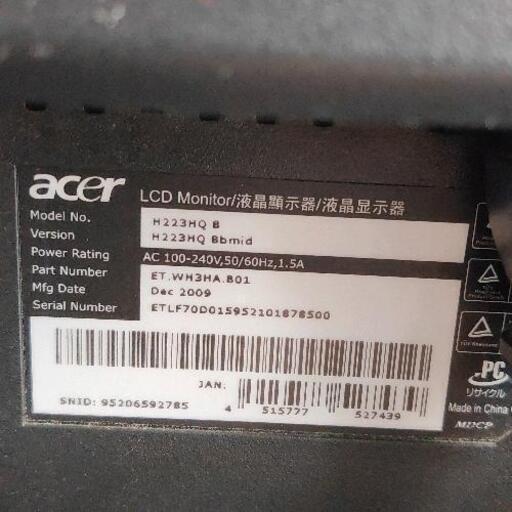 acer LCD Monitor/液晶顯示器/液晶显示器
Model No. H223HQ B
Version H223HQ Bbmid
Power Rating AC 100-240V,50/60Hz,1.5A
Part Number ET.WH3HA.B01
Mfg Date Dec 2009
Serial Number ETLF70D015952101878500
JAN:
SNID: 95206592785
4 515777 527439
PC
リサイクル
Made in China